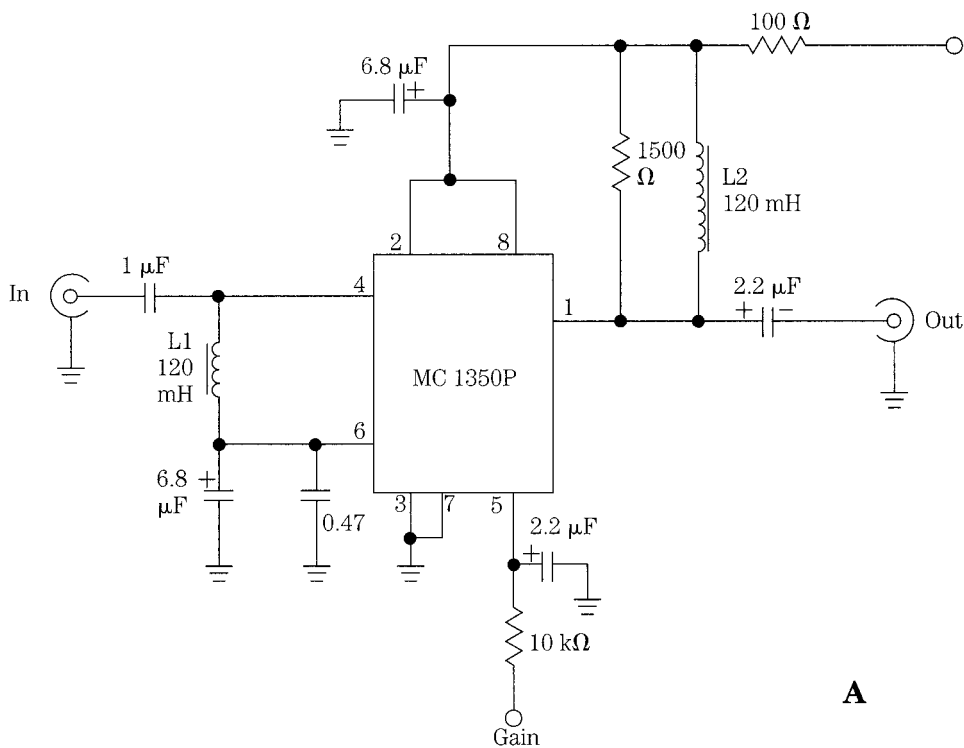 100 Ω
6.8 µF
+
1500
Ω
L2
120 mH
2
8
In
1 µF
4
1
2.2 µF
+
−
Out
L1
120
mH
MC 1350P
6
6.8
µF
+
0.47
3
7
5
2.2 µF
+
10 kΩ
Gain
A